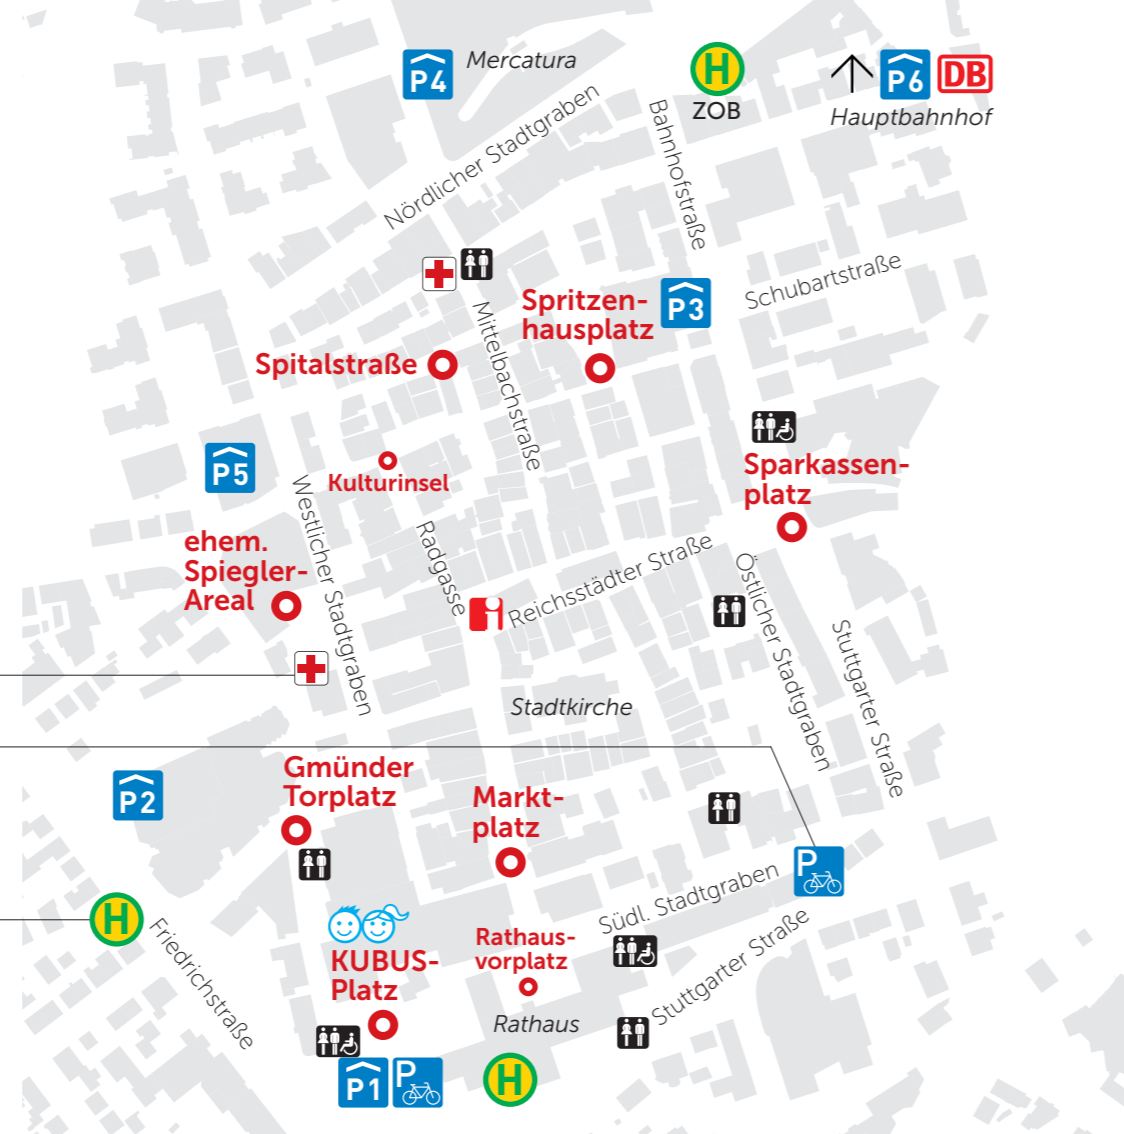 P4
Mercatura
H
ZOB
P6
DB
Hauptbahnhof
Nördlicher Stadtgraben
Bahnhofstraße
Schubartstraße
Spritzen-
hausplatz
P3
Mittelbachstraße
Spitalstraße
Sparkassen-
platz
P5
Kulturinsel
Westlicher Stadtgraben
ehem.
Spiegler-
Areal
Radgasse
Reichsstädter Straße
Östlicher Stadtgraben
Stuttgarter Straße
Stadtkirche
P2
Gmünder
Torplatz
Markt-
platz
P
Südl. Stadtgraben
H
Friedrichstraße
KUBUS-
Platz
Rathaus-
vorplatz
Stuttgarter Straße
Rathaus
P1
P
H